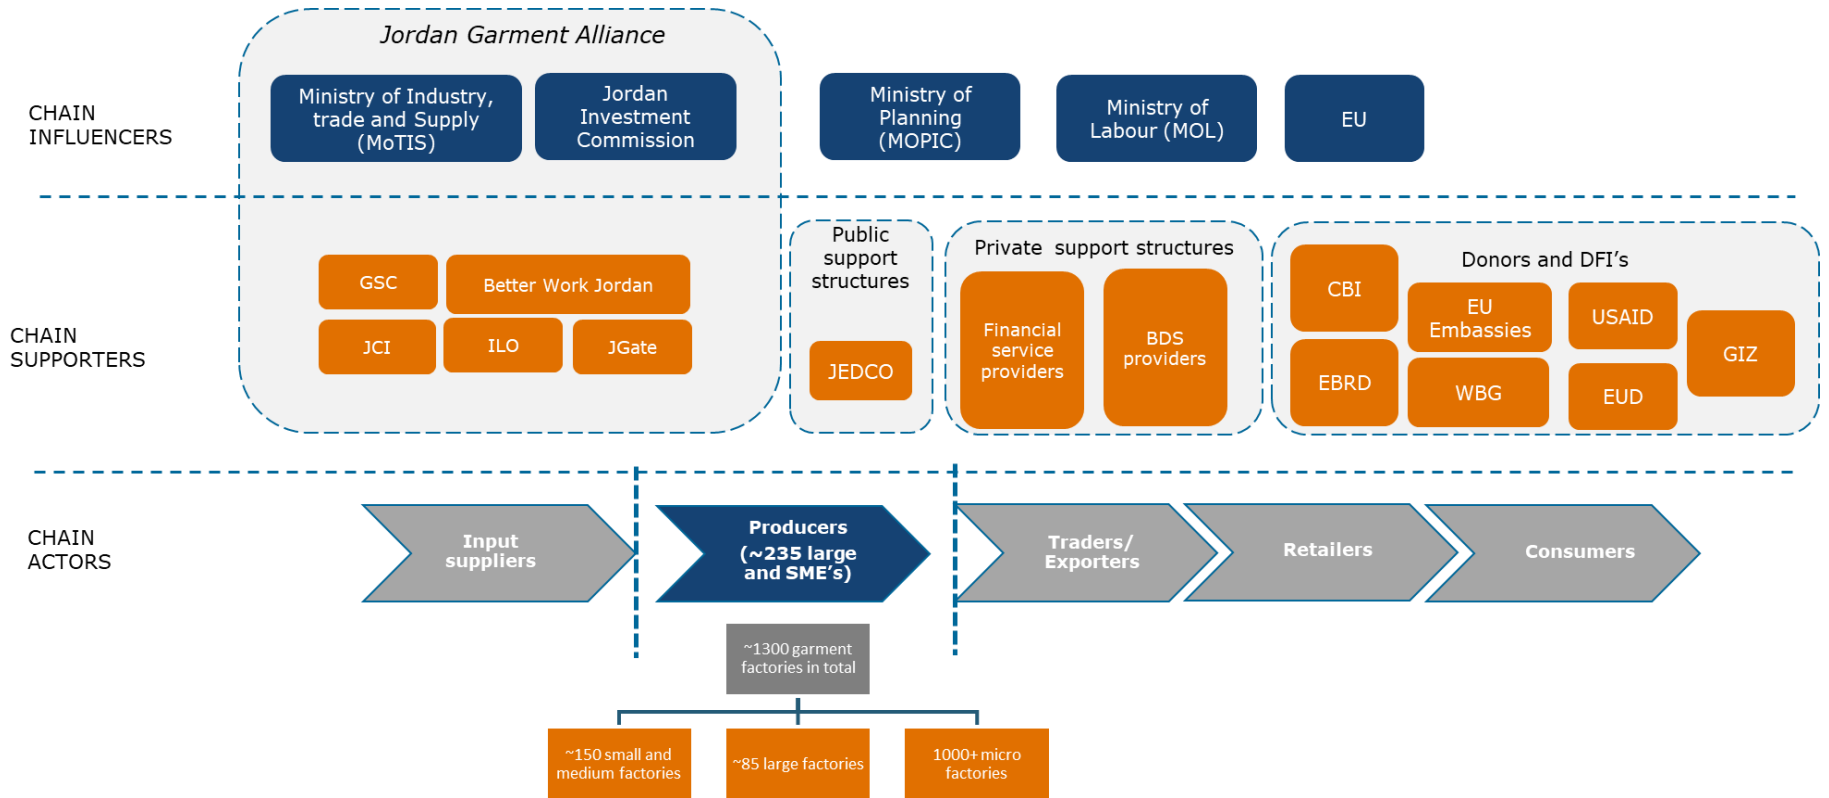 Jordan Garment Alliance
CHAIN
INFLUENCERS
Ministry of Industry,
trade and Supply
(MoTIS)
Jordan
Investment
Commission
Ministry of
Planning
(MOPIC)
Ministry of
Labour (MOL)
EU
CHAIN
SUPPORTERS
GSC
Better Work Jordan
JCI
ILO
JGate
Public
support
structures
JEDCO
Private support structures
Financial
service
providers
BDS
providers
Donors and DFI's
CBI
EU
Embassies
USAID
GIZ
EBRD
WBG
EUD
CHAIN
ACTORS
Input
suppliers
Producers
(~235 large
and SME's)
Traders/
Exporters
Retailers
Consumers
~1300 garment
factories in total
~150 small and
medium factories
~85 large factories
1000+ micro
factories